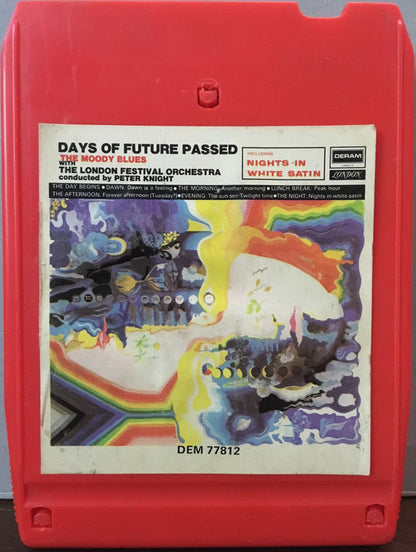 DAYS OF FUTURE PASSED
THE MOODY BLUES
WITH
THE LONDON FESTIVAL ORCHESTRA
conducted by PETER KNIGHT
INCLUDING
NIGHTS·IN
WHITE SATIN
DERAM
LONDON
THE DAY BEGINS ● DAWN: Dawn is a feeling ● THE MORNING: Another morning ● LUNCH BREAK: Peak hour
THE AFTERNOON: Forever afternoon (Tuesday?) ● EVENING: The sun set-Twilight time ● THE NIGHT: Nights in white satin
DEM 77812